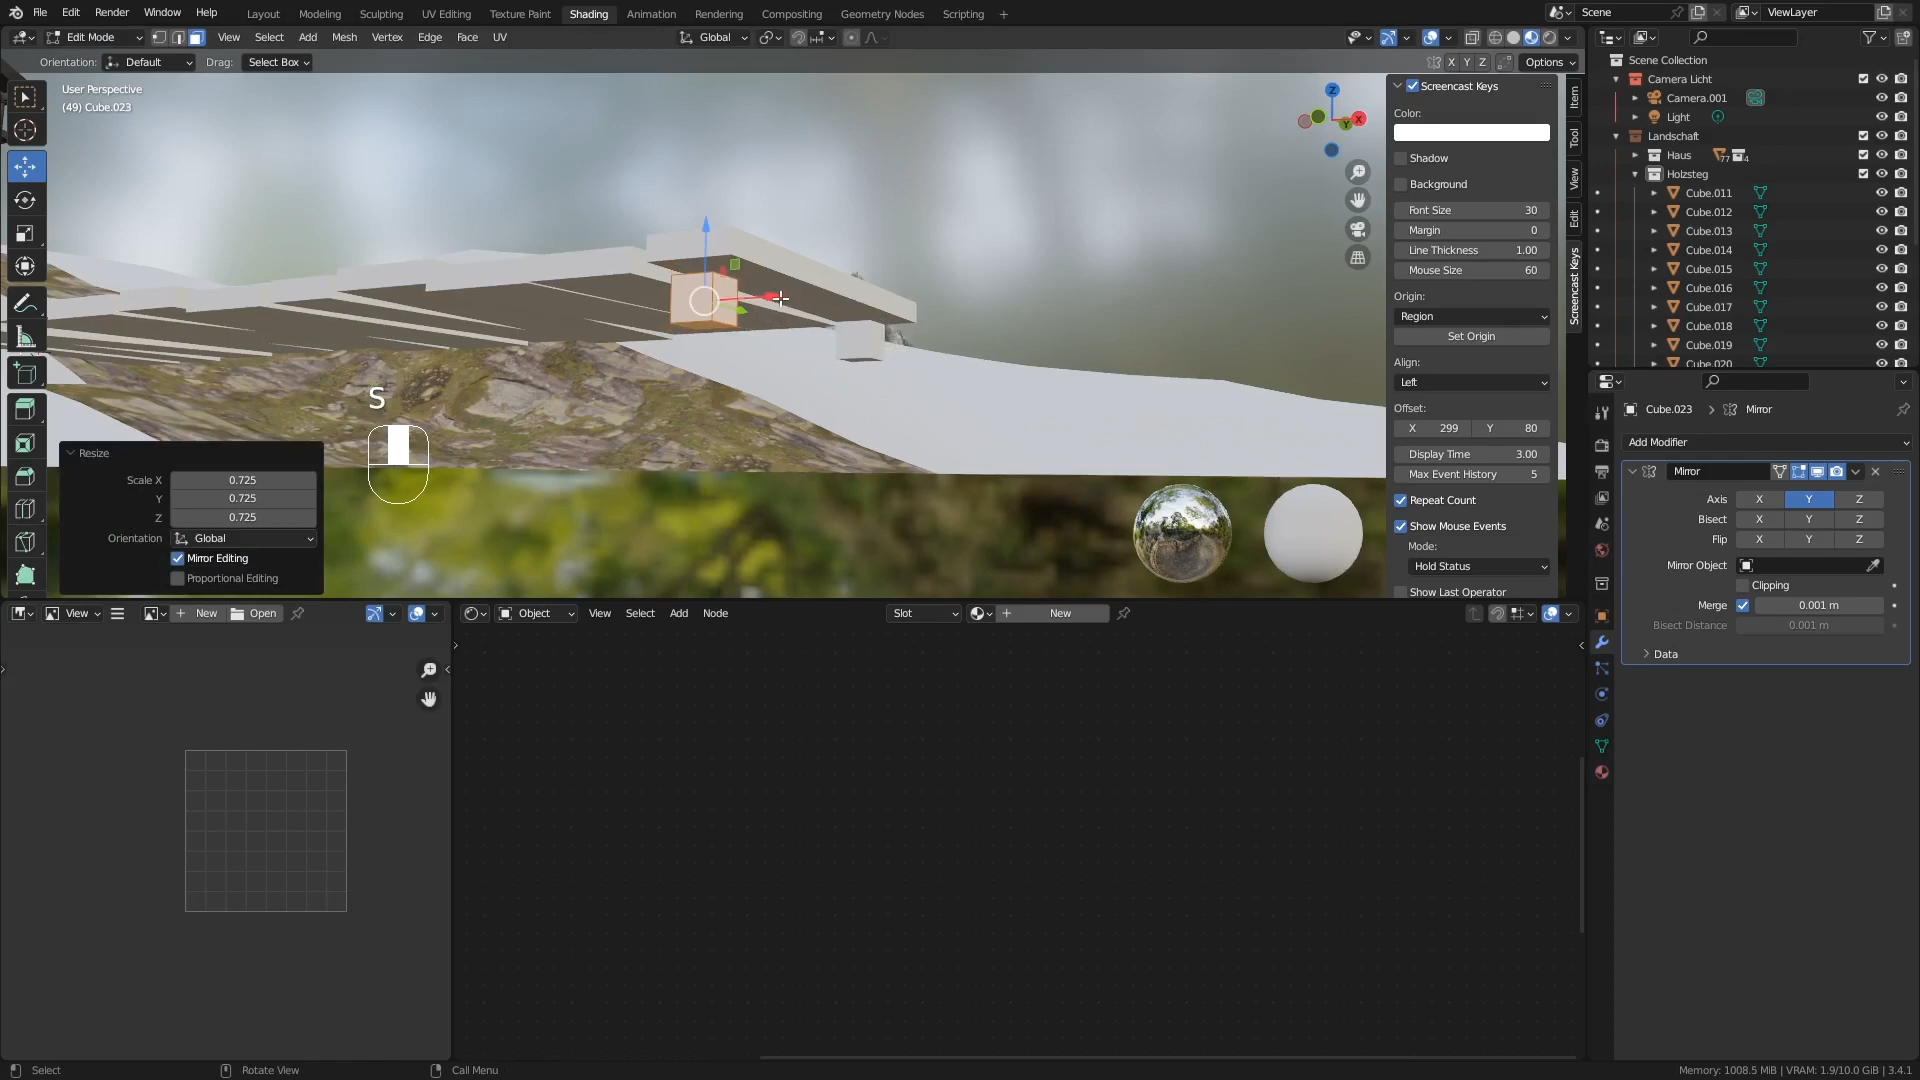 File Edit Render Window Help Layout Modeling Sculpting UV Editing Texture Paint Shading Animation Rendering Compositing Geometry Nodes Scripting + Scene ViewLayer
Edit Mode View Select Add Mesh Vertex Edge Face UV Global
Orientation: Default Drag: Select Box X Y Z Options
User Perspective
(49) Cube.023
Z
X
Y
Screencast Keys
Color:
Shadow
Background
Font Size 30
Margin 0
Line Thickness 1.00
Mouse Size 60
Origin:
Region
Set Origin
Align:
Left
Offset:
X 299 Y 80
Display Time 3.00
Max Event History 5
Repeat Count
Show Mouse Events
Mode:
Hold Status
Show Last Operator
Item
Tool
View
Edit
Screencast Keys
Scene Collection
Camera Licht
Camera.001
Light
Landschaft
Haus 77 4
Holzsteg
Cube.011
Cube.012
Cube.013
Cube.014
Cube.015
Cube.016
Cube.017
Cube.018
Cube.019
Cube.020
Cube.023 > Mirror
Add Modifier
Mirror
Axis X Y Z
Bisect X Y Z
Flip X Y Z
Mirror Object
Clipping
Merge 0.001 m
Bisect Distance 0.001 m
Data
S
Resize
Scale X 0.725
Y 0.725
Z 0.725
Orientation Global
Mirror Editing
Proportional Editing
View + New Open
Object View Select Add Node Slot + New
Select Rotate View Call Menu Memory: 1008.5 MiB | VRAM: 1.9/10.0 GiB | 3.4.1